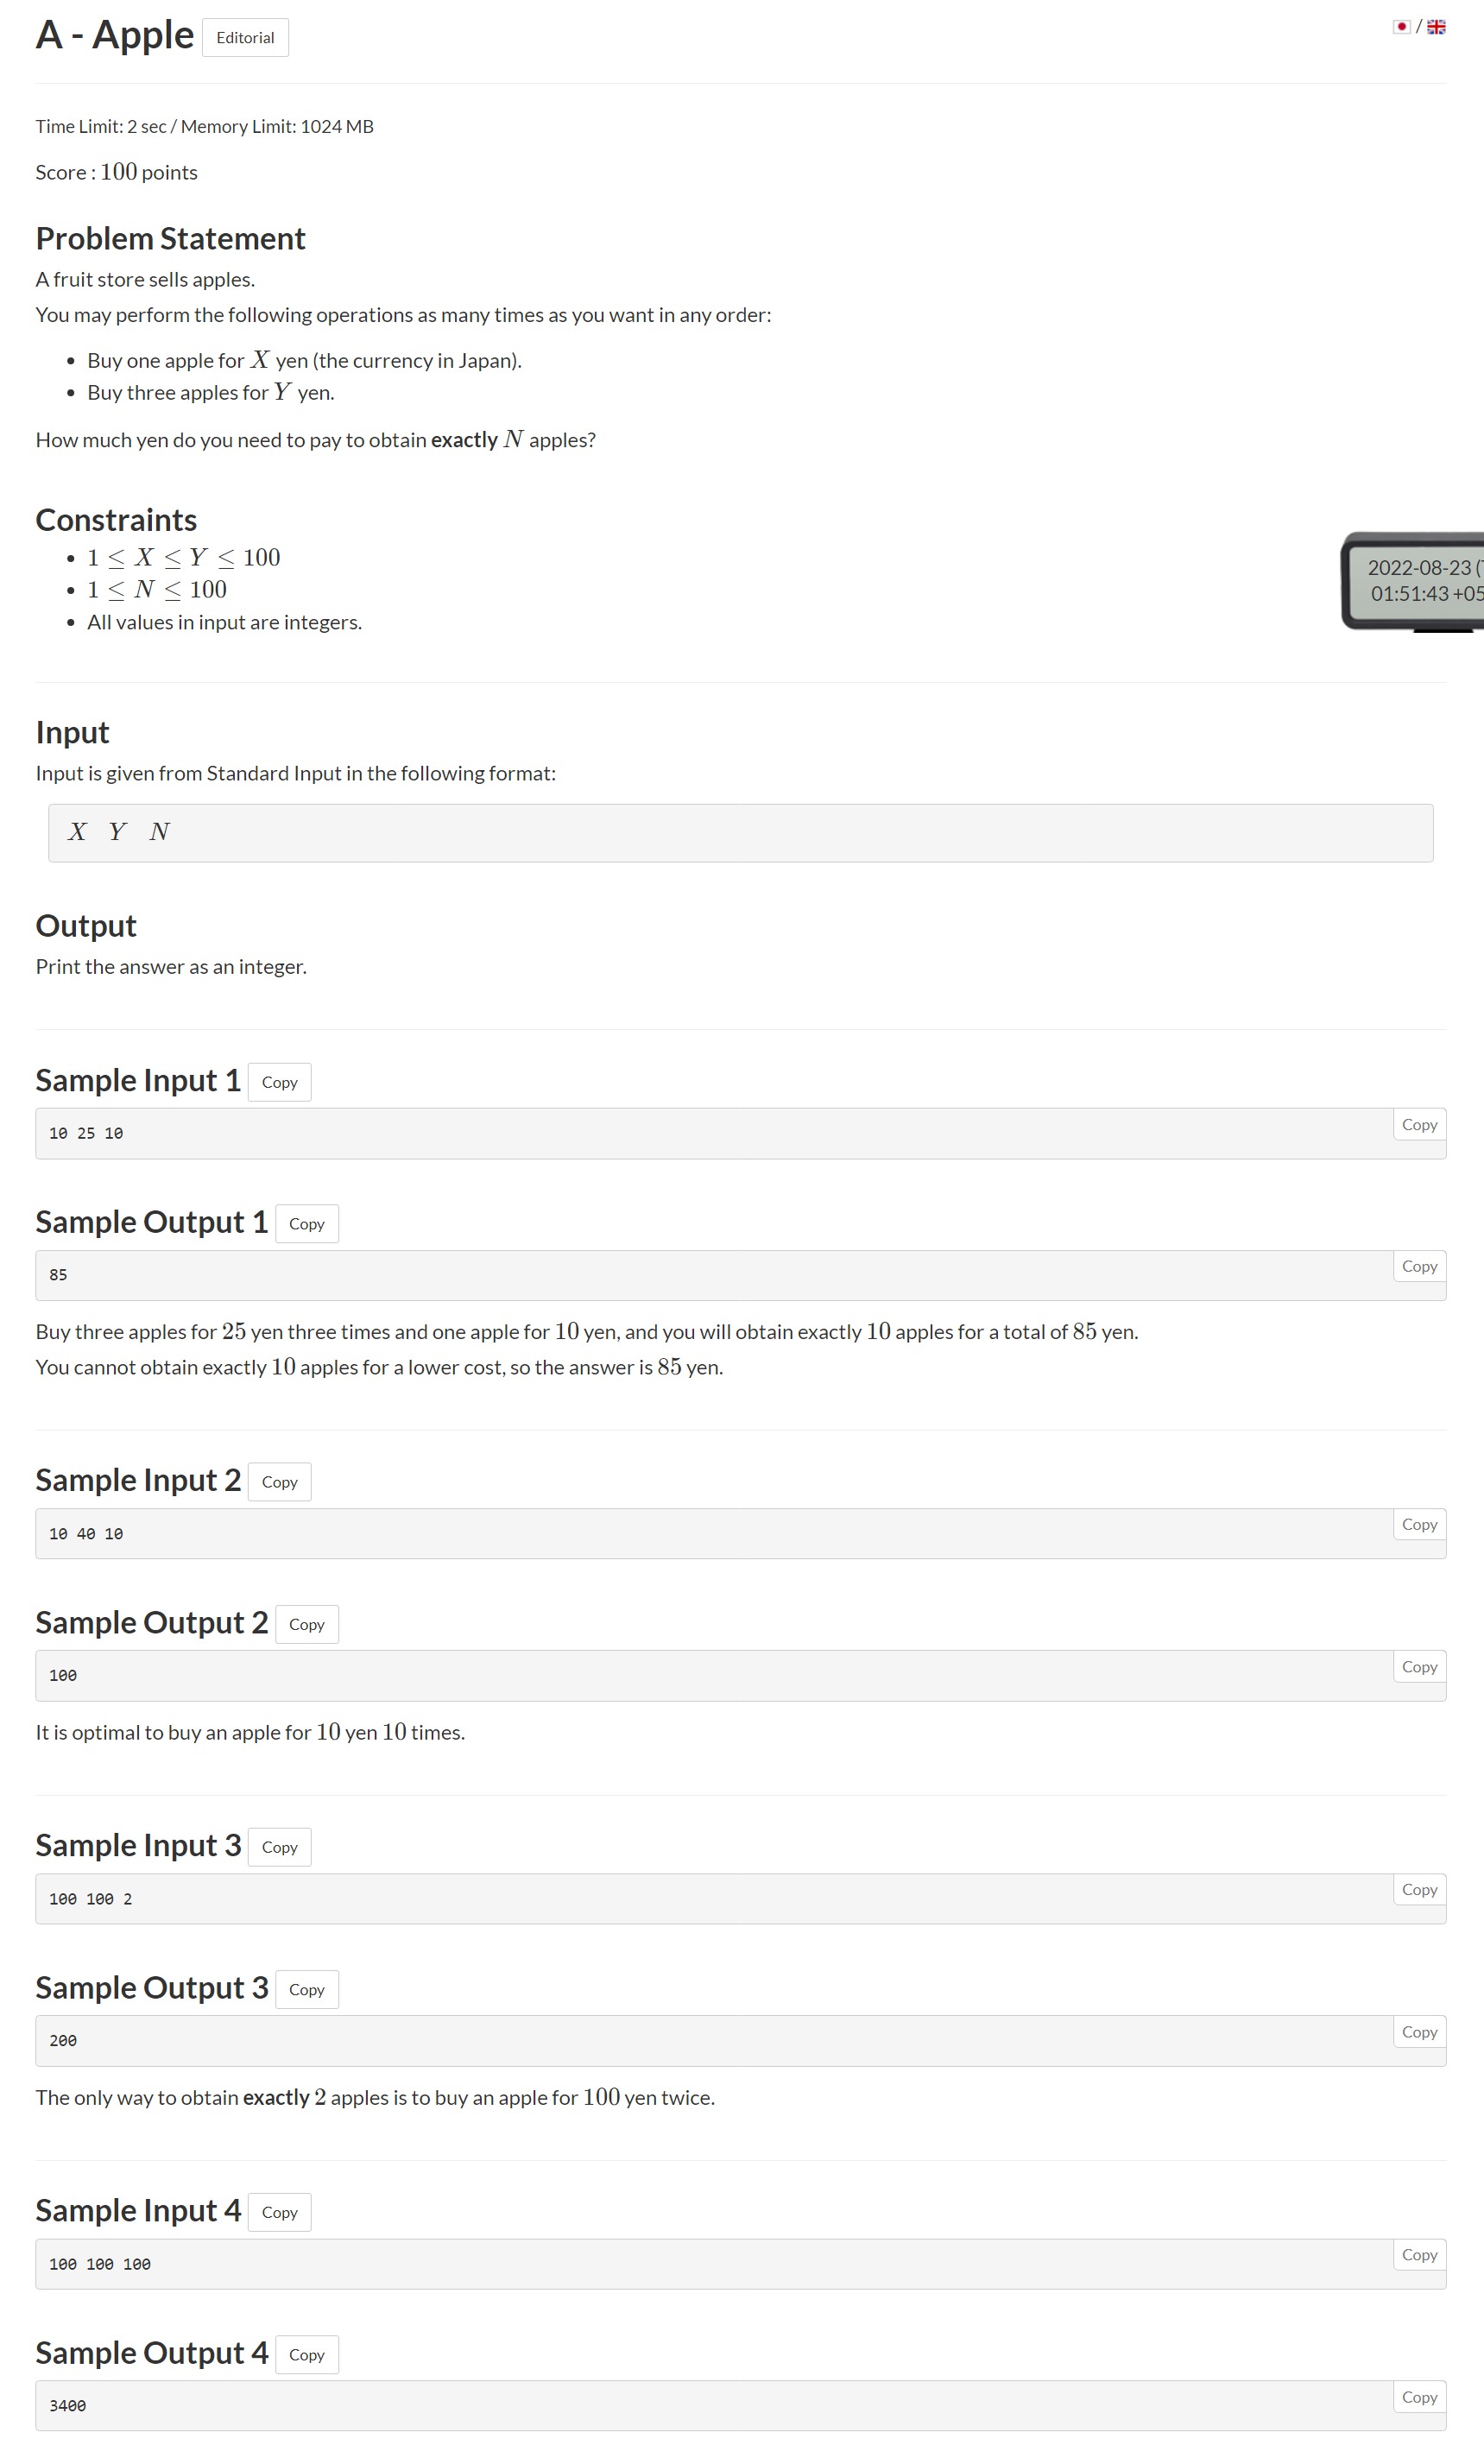 A - Apple Editorial
/
Time Limit: 2 sec / Memory Limit: 1024 MB
Score : 100 points
Problem Statement
A fruit store sells apples.
You may perform the following operations as many times as you want in any order:
• Buy one apple for X yen (the currency in Japan).
• Buy three apples for Y yen.
How much yen do you need to pay to obtain exactly N apples?
Constraints
• 1 ≤ X ≤ Y ≤ 100
• 1 ≤ N ≤ 100
• All values in input are integers.
2022-08-23 (
01:51:43 +05
Input
Input is given from Standard Input in the following format:
X Y N
Output
Print the answer as an integer.
Sample Input 1 Copy
10 25 10 Copy
Sample Output 1 Copy
85 Copy
Buy three apples for 25 yen three times and one apple for 10 yen, and you will obtain exactly 10 apples for a total of 85 yen.
You cannot obtain exactly 10 apples for a lower cost, so the answer is 85 yen.
Sample Input 2 Copy
10 40 10 Copy
Sample Output 2 Copy
100 Copy
It is optimal to buy an apple for 10 yen 10 times.
Sample Input 3 Copy
100 100 2 Copy
Sample Output 3 Copy
200 Copy
The only way to obtain exactly 2 apples is to buy an apple for 100 yen twice.
Sample Input 4 Copy
100 100 100 Copy
Sample Output 4 Copy
3400 Copy